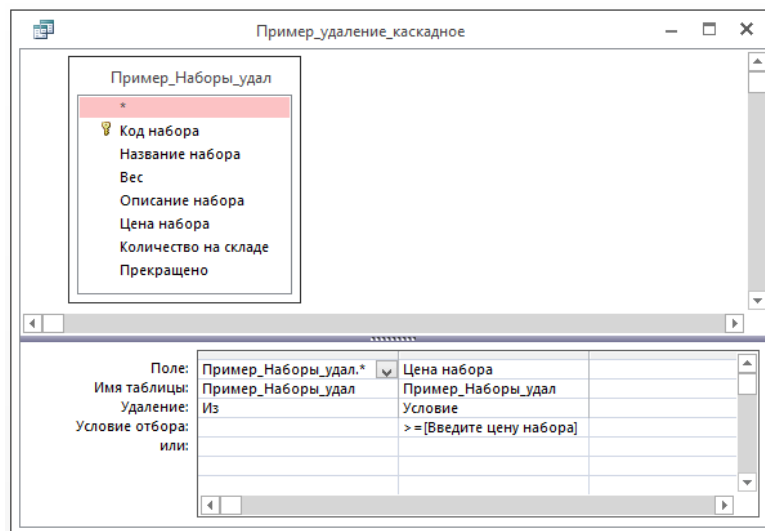 Пример_удаление_каскадное
Пример_Наборы_удал
*
Код набора
Название набора
Вес
Описание набора
Цена набора
Количество на складе
Прекращено
Поле: Пример_Наборы_удал.* Цена набора
Имя таблицы: Пример_Наборы_удал Пример_Наборы_удал
Удаление: Из Условие
Условие отбора: >=[Введите цену набора]
или: